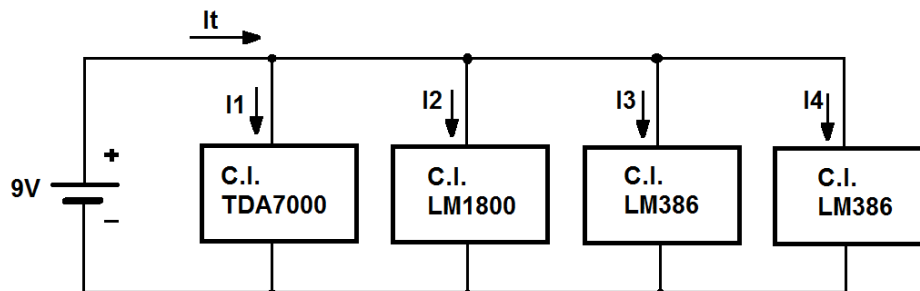 It
I1
I2
I3
I4
+
9V
–
C.I.
TDA7000
C.I.
LM1800
C.I.
LM386
C.I.
LM386